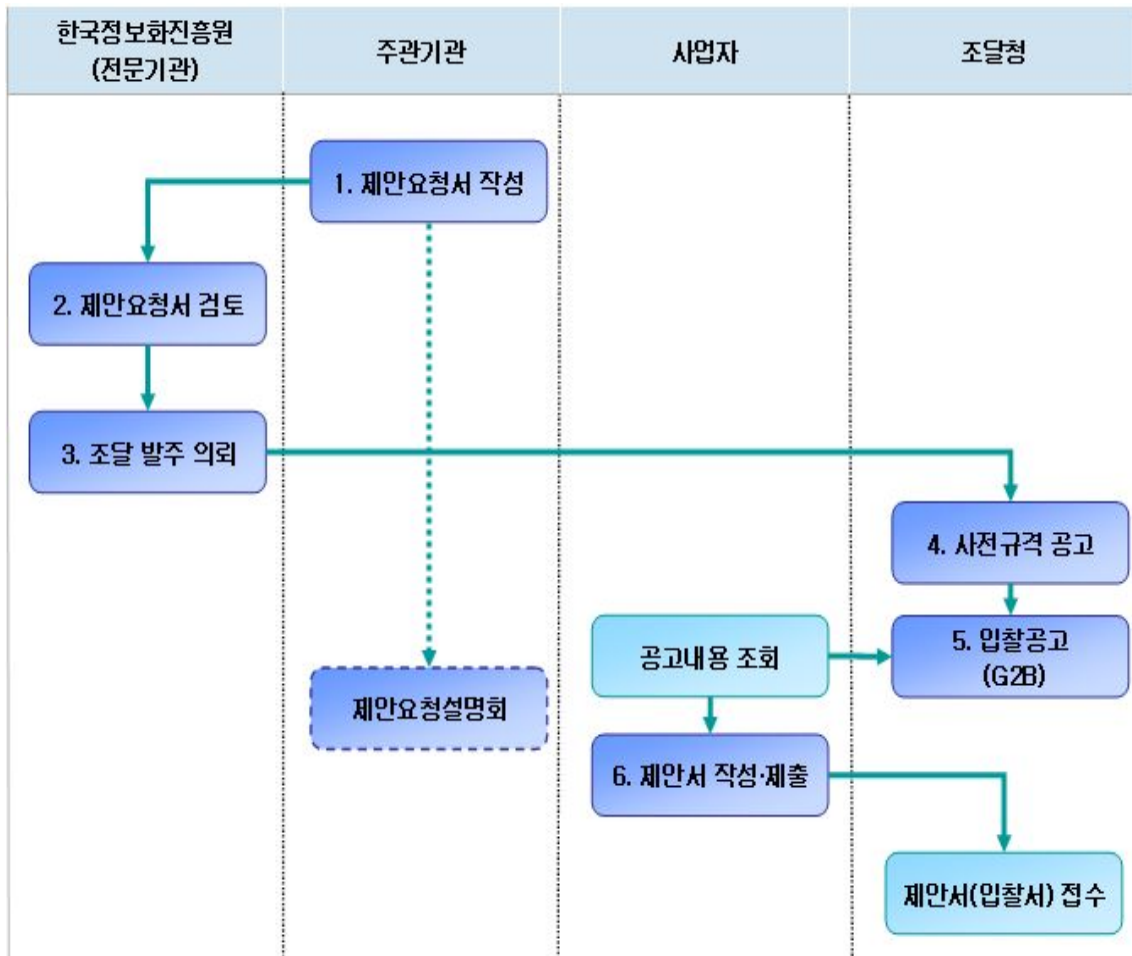 한국정보화진흥원
(전문기관)
주관기관
사업자
조달청
1. 제안요청서 작성
2. 제안요청서 검토
3. 조달 발주 의뢰
4. 사전규격 공고
공고내용 조회
5. 입찰공고
(G2B)
제안요청설명회
6. 제안서 작성·제출
제안서(입찰서) 접수